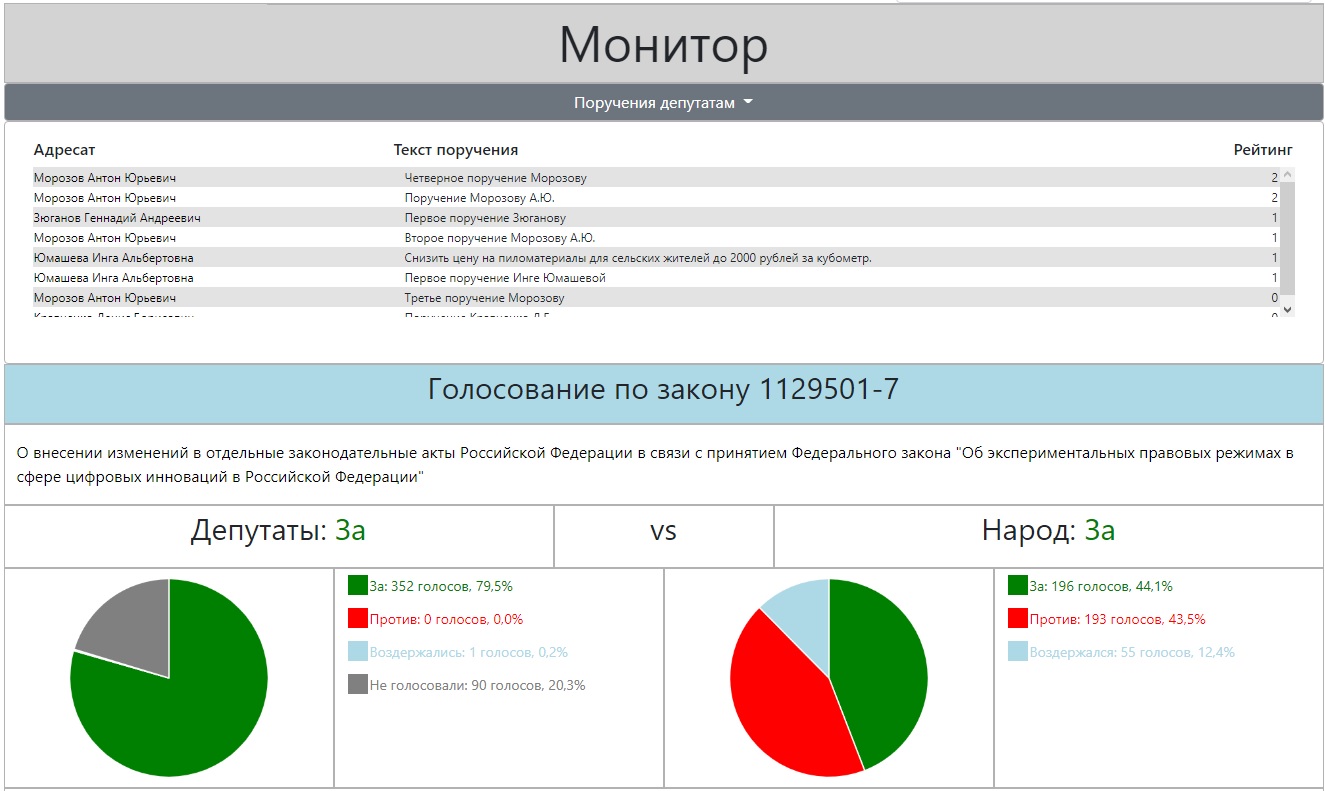 Монитор
Поручения депутатам
Адресат Текст поручения Рейтинг
Морозов Антон Юрьевич Четверное поручение Морозову 2
Морозов Антон Юрьевич Поручение Морозову А.Ю. 2
Зюганов Геннадий Андреевич Первое поручение Зюганову 1
Морозов Антон Юрьевич Второе поручение Морозову А.Ю. 1
Юмашева Инга Альбертовна Снизить цену на пиломатериалы для сельских жителей до 2000 рублей за кубометр. 1
Юмашева Инга Альбертовна Первое поручение Инге Юмашевой 1
Морозов Антон Юрьевич Третье поручение Морозову 0
Голосование по закону 1129501-7
О внесении изменений в отдельные законодательные акты Российской Федерации в связи с принятием Федерального закона "Об экспериментальных правовых режимах в
сфере цифровых инноваций в Российской Федерации"
Депутаты: За vs Народ: За
За: 352 голосов, 79,5%
Против: 0 голосов, 0,0%
Воздержались: 1 голосов, 0,2%
Не голосовали: 90 голосов, 20,3%
За: 196 голосов, 44,1%
Против: 193 голосов, 43,5%
Воздержался: 55 голосов, 12,4%